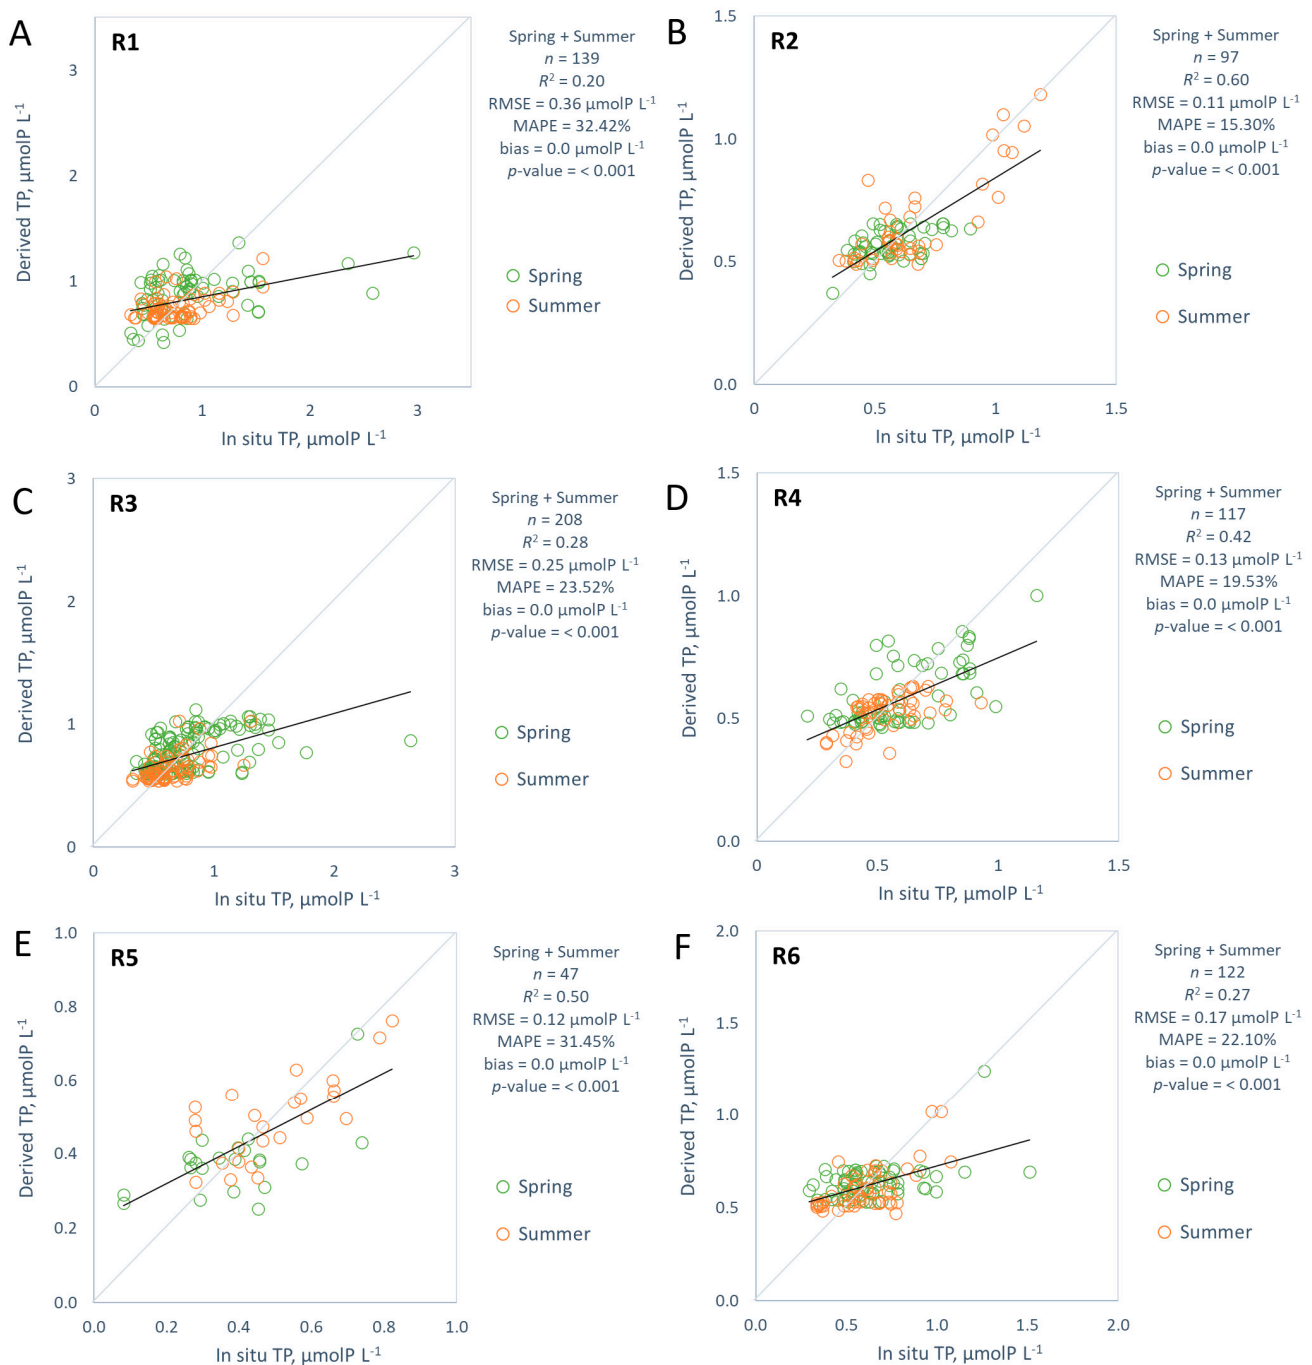 A
R1
3
2
1
0
0
1
2
3
Derived TP, µmolP L⁻¹
In situ TP, µmolP L⁻¹
Spring + Summer
n = 139
R² = 0.20
RMSE = 0.36 µmolP L⁻¹
MAPE = 32.42%
bias = 0.0 µmolP L⁻¹
p-value = < 0.001
Spring
Summer
B
R2
1.5
1.0
0.5
0.0
0
0.5
1
1.5
Derived TP, µmolP L⁻¹
In situ TP, µmolP L⁻¹
Spring + Summer
n = 97
R² = 0.60
RMSE = 0.11 µmolP L⁻¹
MAPE = 15.30%
bias = 0.0 µmolP L⁻¹
p-value = < 0.001
Spring
Summer
C
R3
3
2
1
0
0
1
2
3
Derived TP, µmolP L⁻¹
In situ TP, µmolP L⁻¹
Spring + Summer
n = 208
R² = 0.28
RMSE = 0.25 µmolP L⁻¹
MAPE = 23.52%
bias = 0.0 µmolP L⁻¹
p-value = < 0.001
Spring
Summer
D
R4
1.5
1.0
0.5
0.0
0
0.5
1
1.5
Derived TP, µmolP L⁻¹
In situ TP, µmolP L⁻¹
Spring + Summer
n = 117
R² = 0.42
RMSE = 0.13 µmolP L⁻¹
MAPE = 19.53%
bias = 0.0 µmolP L⁻¹
p-value = < 0.001
Spring
Summer
E
R5
1.0
0.8
0.6
0.4
0.2
0.0
0.0
0.2
0.4
0.6
0.8
1.0
Derived TP, µmolP L⁻¹
In situ TP, µmolP L⁻¹
Spring + Summer
n = 47
R² = 0.50
RMSE = 0.12 µmolP L⁻¹
MAPE = 31.45%
bias = 0.0 µmolP L⁻¹
p-value = < 0.001
Spring
Summer
F
R6
2.0
1.5
1.0
0.5
0.0
0.0
0.5
1.0
1.5
2.0
Derived TP, µmolP L⁻¹
In situ TP, µmolP L⁻¹
Spring + Summer
n = 122
R² = 0.27
RMSE = 0.17 µmolP L⁻¹
MAPE = 22.10%
bias = 0.0 µmolP L⁻¹
p-value = < 0.001
Spring
Summer